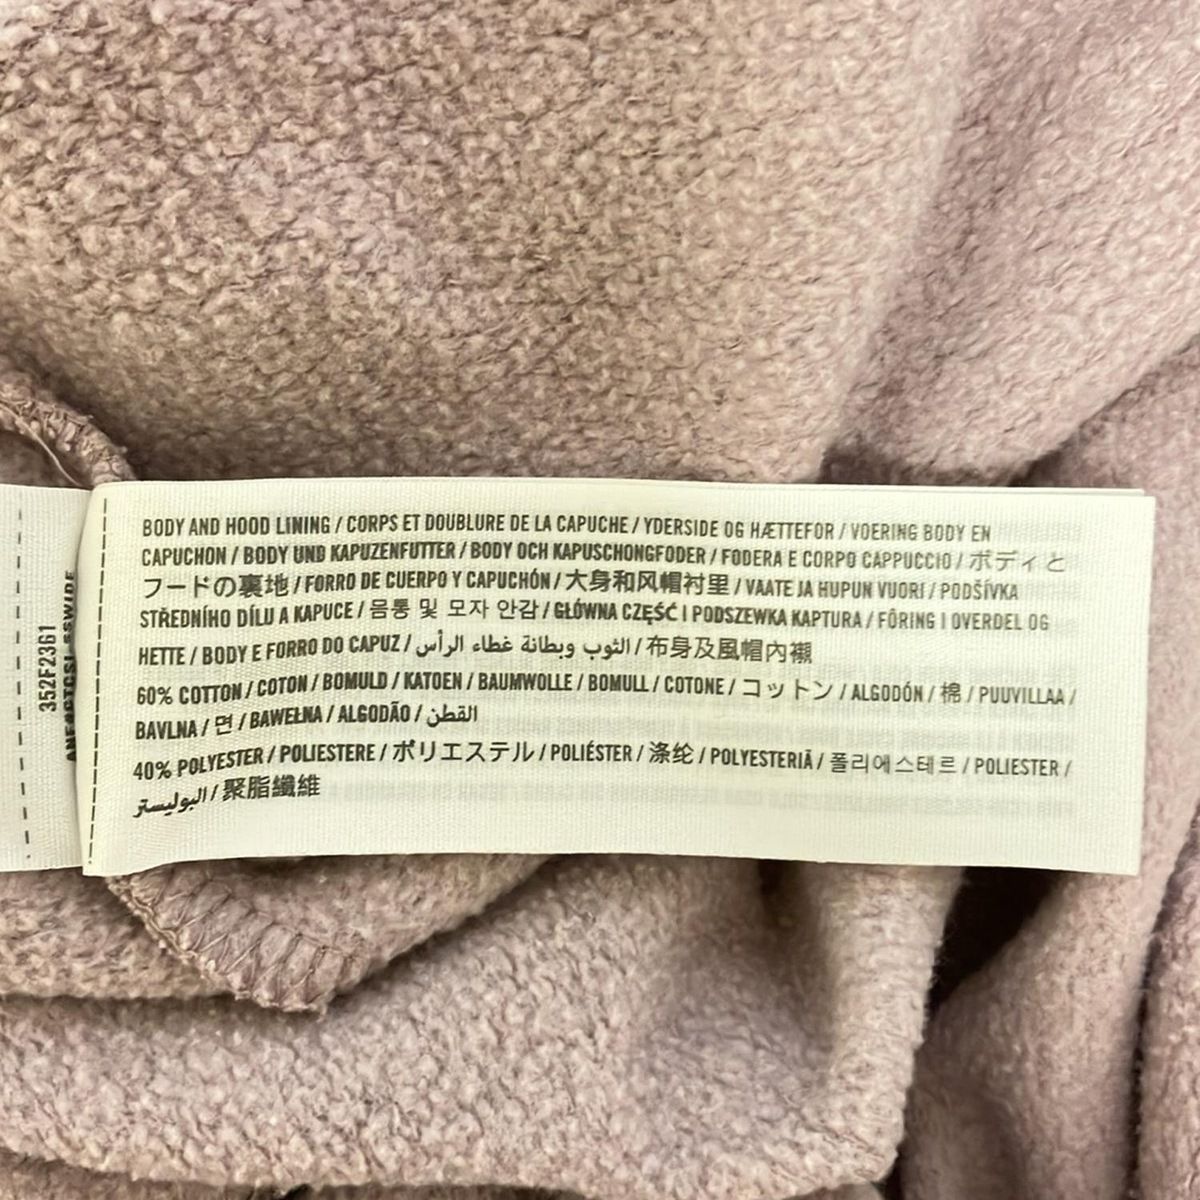 BODY AND HOOD LINING / CORPS ET DOUBLURE DE LA CAPUCHE / YDERSIDE OG HÆTTEFOR / VOERING BODY EN
CAPUCHON / BODY UND KAPUZENFUTTER / BODY OCH KAPUSCHONGFODER / FODERA E CORPO CAPPUCCIO / ボディと
フードの裏地 / FORRO DE CUERPO Y CAPUCHÓN / 大身和风帽衬里 / VAATE JA HUPUN VUORI / PODŠÍVKA
STŘEDNÍHO DÍLU A KAPUCE / 몸통 및 모자 안감 / GŁÓWNA CZĘŚĆ I PODSZEWKA KAPTURA / FÔRING I OVERDEL OG
HETTE / BODY E FORRO DO CAPUZ / الثوب وبطانة غطاء الرأس / 布身及風帽內襯
60% COTTON / COTON / BOMULD / KATOEN / BAUMWOLLE / BOMULL / COTONE / コットン / ALGODÓN / 棉 / PUUVILLAA /
BAVLNA / 면 / BAWEŁNA / ALGODÃO / القطن
40% POLYESTER / POLIESTERE / ポリエステル / POLIÉSTER / 涤纶 / POLYESTERIÄ / 폴리에스테르 / POLIESTER /
البوليستر / 聚脂纖維
352F2361